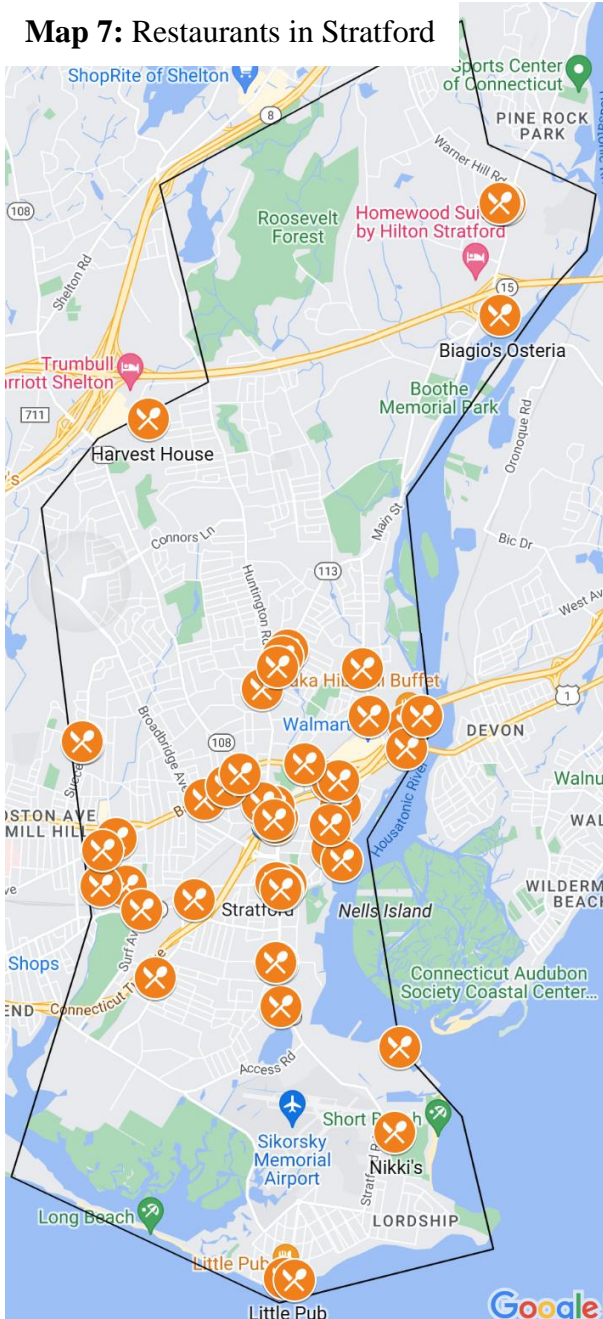 Map 7: Restaurants in Stratford
ShopRite of Shelton
Sports Center
of Connecticut
PINE ROCK
PARK
8
Warner Hill Rd
108
Roosevelt
Forest
Homewood Sui
by Hilton Stratford
Shelton Rd
15
Biagio's Osteria
Trumbull
arriott Shelton
Boothe
Memorial Park
711
Harvest House
Oronoque Rd
Main St
Connors Ln
Bic Dr
113
Huntington Rd
West Av
Buffet
1
Walmart
DEVON
Broadbridge Ave
108
Walnu
Succe
OSTON AVE
MILL HILL
WAL
Housatonic River
WILDERM
BEACH
Stratford
Nells Island
Surf Ave
Shops
Connecticut Audubon
Society Coastal Center...
END
Connecticut T
Access Rd
Short Beach
Sikorsky
Memorial
Airport
Stratford R
Nikki's
Long Beach
LORDSHIP
Little Pub
Little Pub
Google